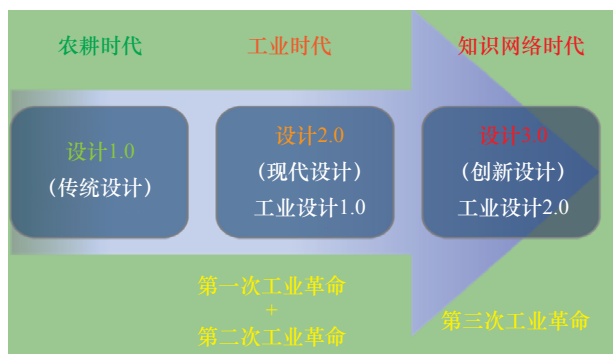 农耕时代
工业时代
知识网络时代
设计1.0
（传统设计）
设计2.0
（现代设计）
工业设计1.0
设计3.0
（创新设计）
工业设计2.0
第一次工业革命
+
第二次工业革命
第三次工业革命